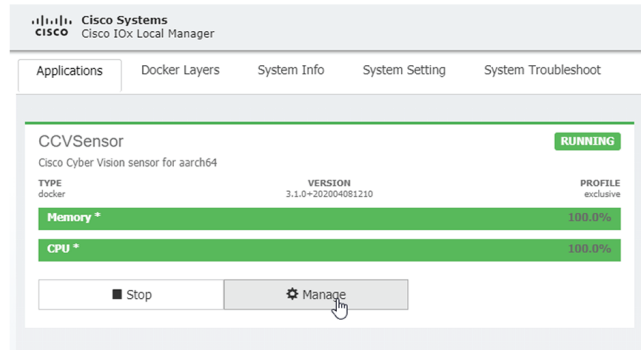 Cisco Systems
CISCO Cisco IOx Local Manager
Applications Docker Layers System Info System Setting System Troubleshoot
CCVSensor RUNNING
Cisco Cyber Vision sensor for aarch64
TYPE VERSION PROFILE
docker 3.1.0+202004081210 exclusive
Memory * 100.0%
CPU * 100.0%
Stop Manage